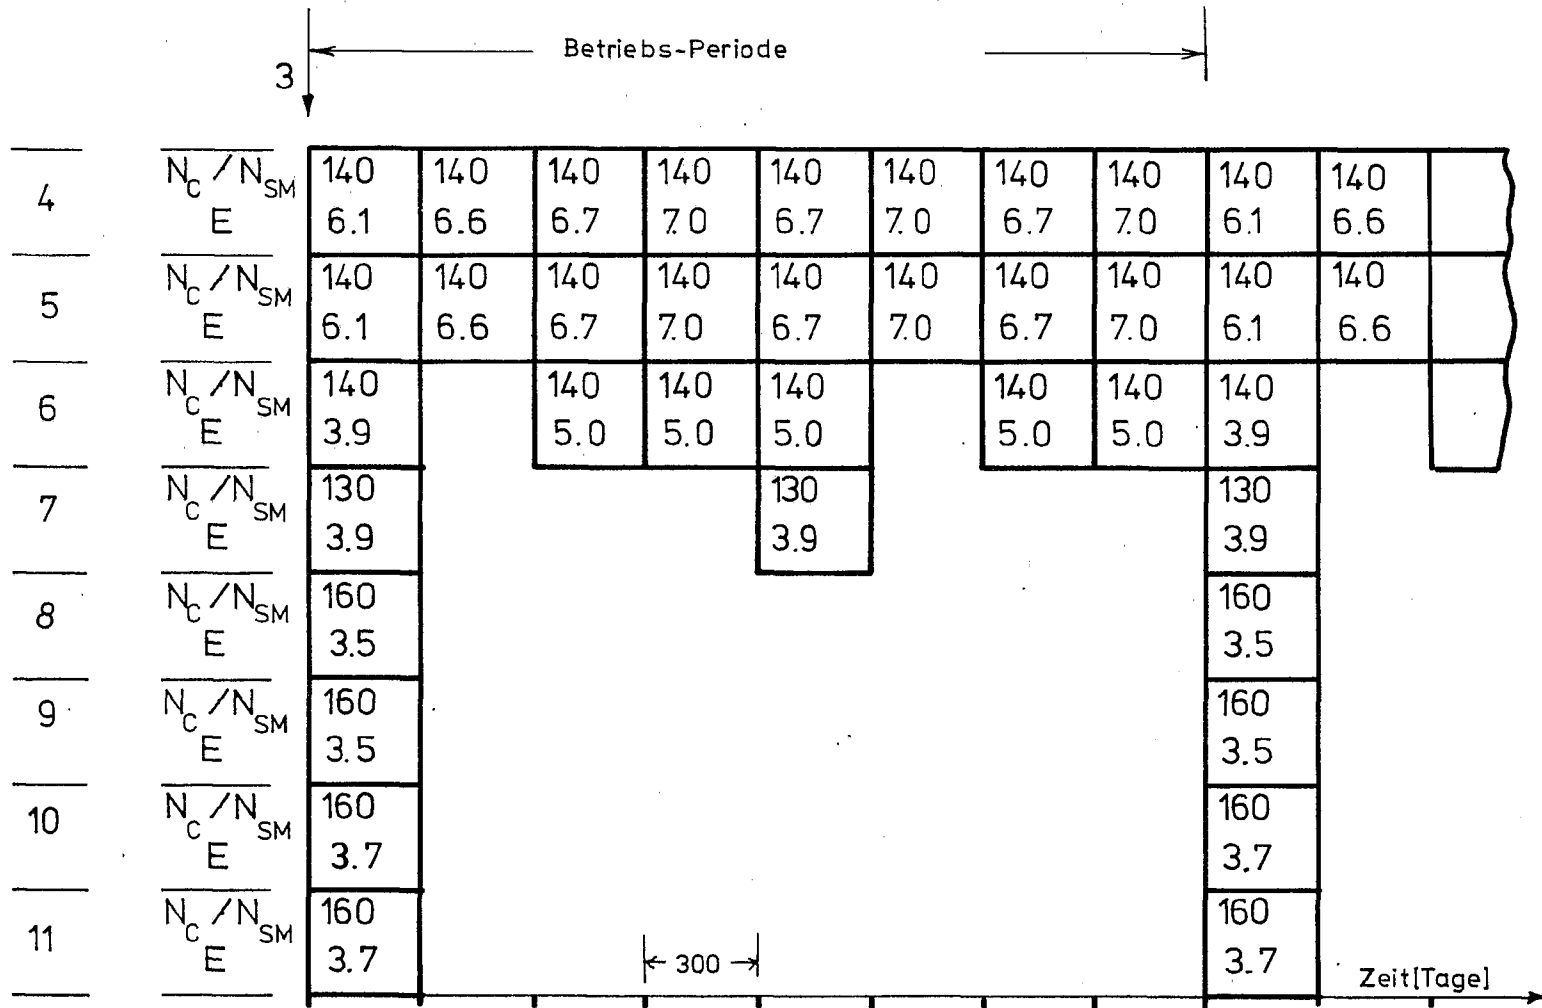 Betriebs-Periode
3
4 N_C/N_SM 140 140 140 140 140 140 140 140 140 140
E 6.1 6.6 6.7 7.0 6.7 7.0 6.7 7.0 6.1 6.6
5 N_C/N_SM 140 140 140 140 140 140 140 140 140 140
E 6.1 6.6 6.7 7.0 6.7 7.0 6.7 7.0 6.1 6.6
6 N_C/N_SM 140 140 140 140 140 140 140
E 3.9 5.0 5.0 5.0 5.0 5.0 3.9
7 N_C/N_SM 130 130 130
E 3.9 3.9 3.9
8 N_C/N_SM 160 160
E 3.5 3.5
9 N_C/N_SM 160 160
E 3.5 3.5
10 N_C/N_SM 160 160
E 3.7 3.7
11 N_C/N_SM 160 160
E 3.7 3.7
300
Zeit[Tage]